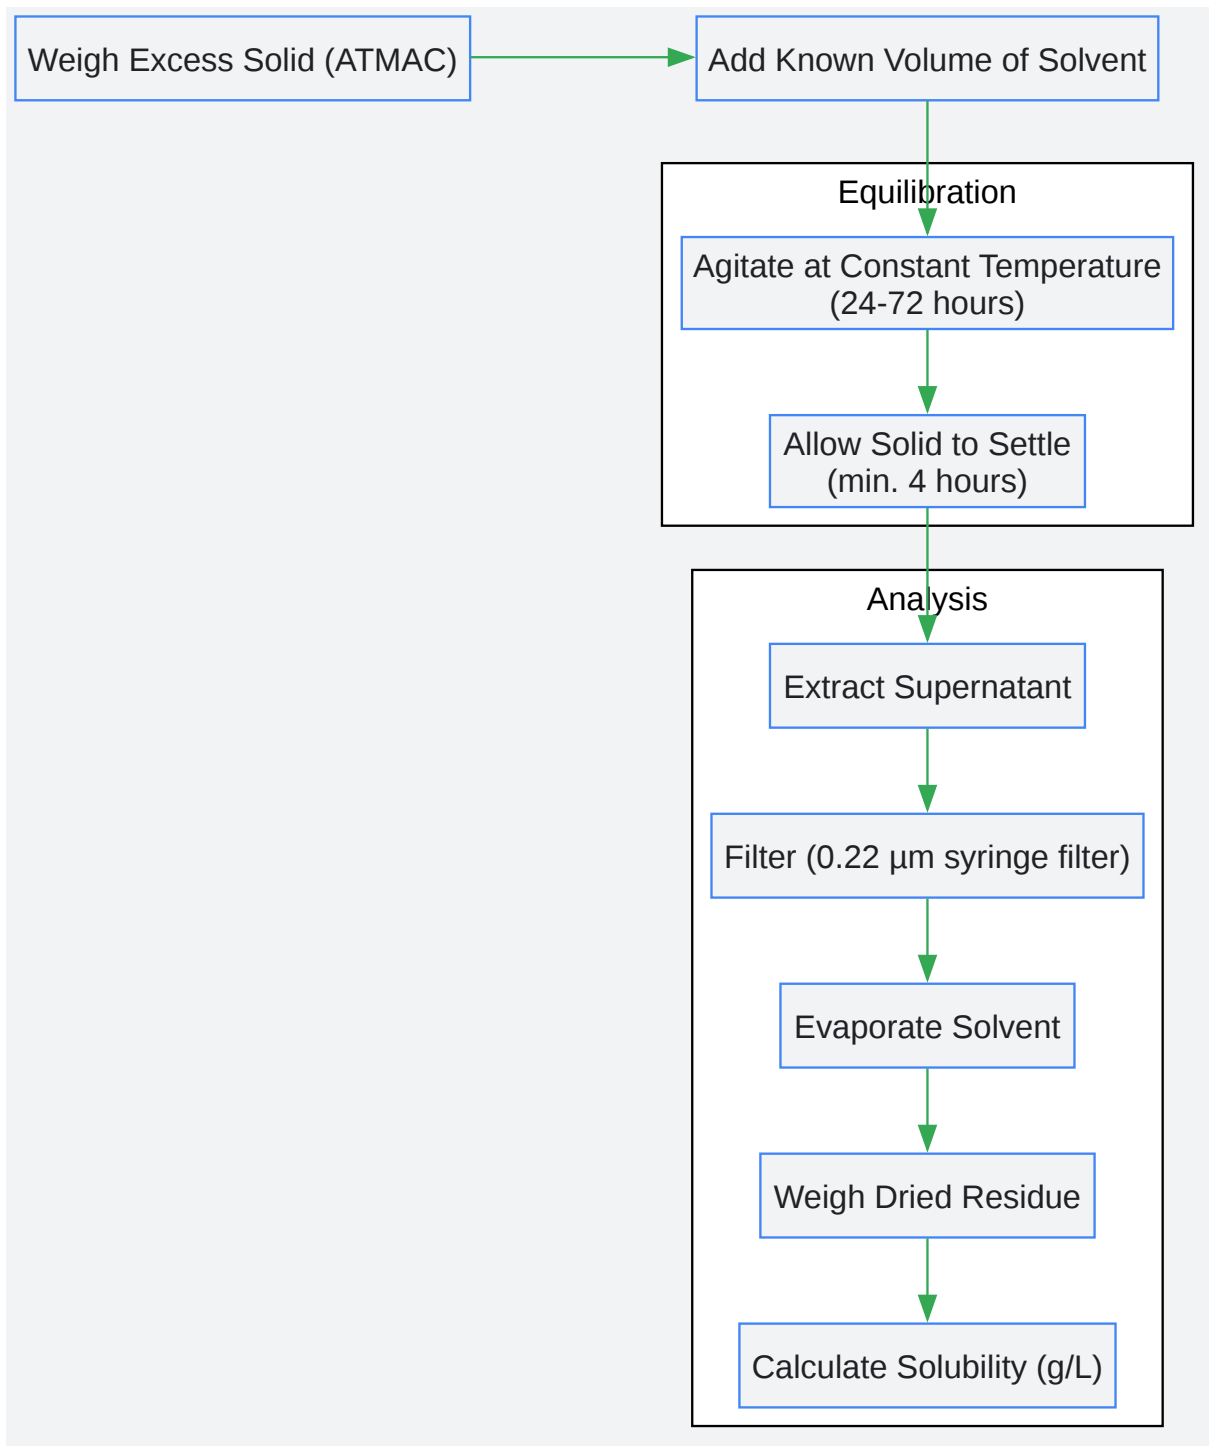 Weigh Excess Solid (ATMAC)
Add Known Volume of Solvent
Equilibration
Agitate at Constant Temperature
(24-72 hours)
Allow Solid to Settle
(min. 4 hours)
Analysis
Extract Supernatant
Filter (0.22 µm syringe filter)
Evaporate Solvent
Weigh Dried Residue
Calculate Solubility (g/L)